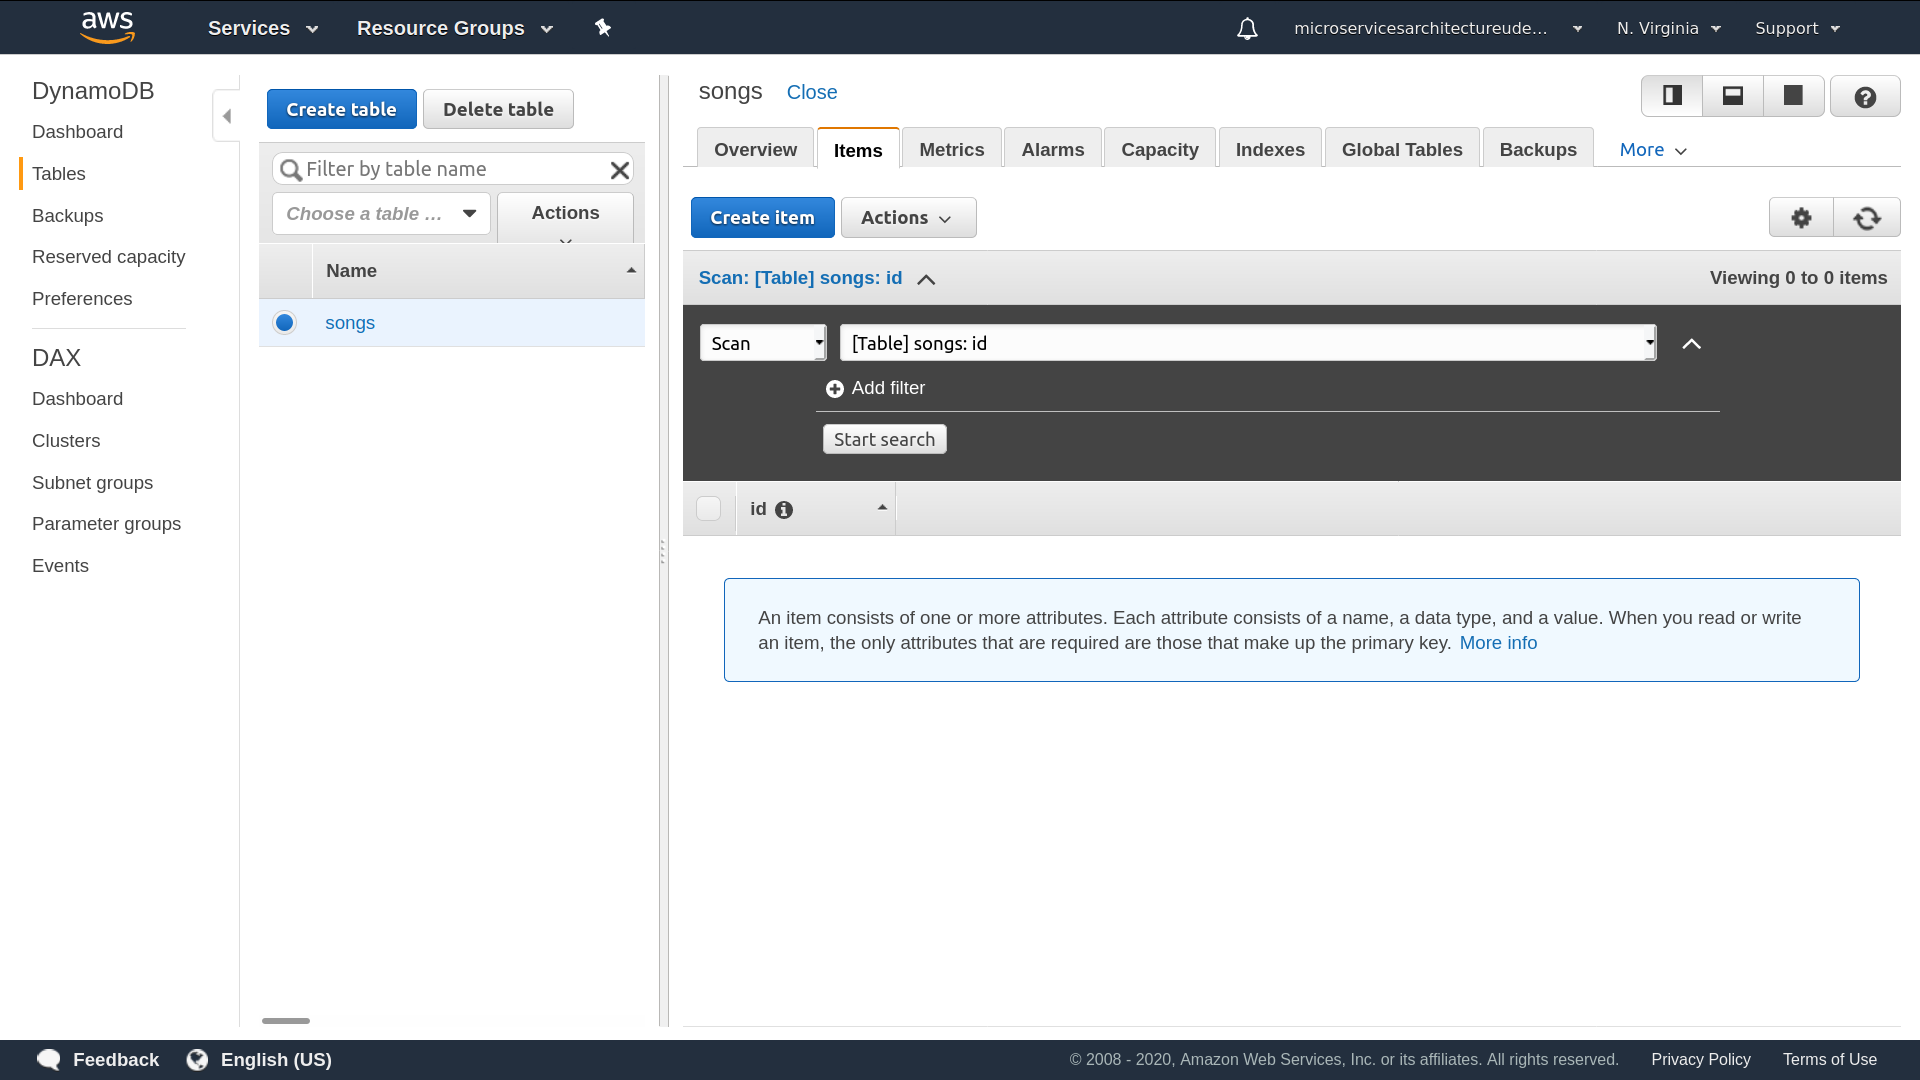 aws
Services
Resource Groups
microservicesarchitectureude...
N. Virginia
Support
DynamoDB
Dashboard
Tables
Backups
Reserved capacity
Preferences
DAX
Dashboard
Clusters
Subnet groups
Parameter groups
Events
Create table
Delete table
Filter by table name
Choose a table ...
Actions
Name
songs
songs
Close
Overview
Items
Metrics
Alarms
Capacity
Indexes
Global Tables
Backups
More
Create item
Actions
Scan: [Table] songs: id
Viewing 0 to 0 items
Scan
[Table] songs: id
Add filter
Start search
id
An item consists of one or more attributes. Each attribute consists of a name, a data type, and a value. When you read or write
an item, the only attributes that are required are those that make up the primary key. More info
Feedback
English (US)
© 2008 - 2020, Amazon Web Services, Inc. or its affiliates. All rights reserved.
Privacy Policy
Terms of Use